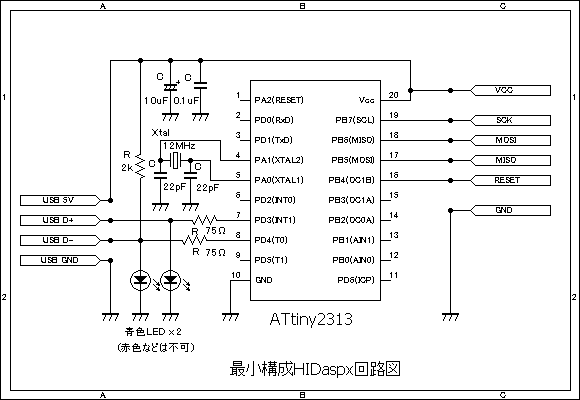 A B C
1
2
1
2
C
10uF
C
0.1uF
R
2k
Xtal
12MHz
C
22pF
C
22pF
USB 5V
USB D+
USB D-
USB GND
R 75Ω
R 75Ω
青色LED×2
(赤色などは不可)
1 PA2(RESET)
2 PD0(RxD)
3 PD1(TxD)
4 PA1(XTAL2)
5 PA0(XTAL1)
6 PD2(INT0)
7 PD3(INT1)
8 PD4(T0)
9 PD5(T1)
10 GND
VCC 20
PB7(SCL) 19
PB6(MISO) 18
PB5(MOSI) 17
PB4(OC1B) 16
PB3(OC1A) 15
PB2(OC0A) 14
PB1(AIN1) 13
PB0(AIN0) 12
PD6(ICP) 11
ATtiny2313
VCC
SCK
MOSI
MISO
RESET
GND
最小構成HIDaspx回路図
A B C